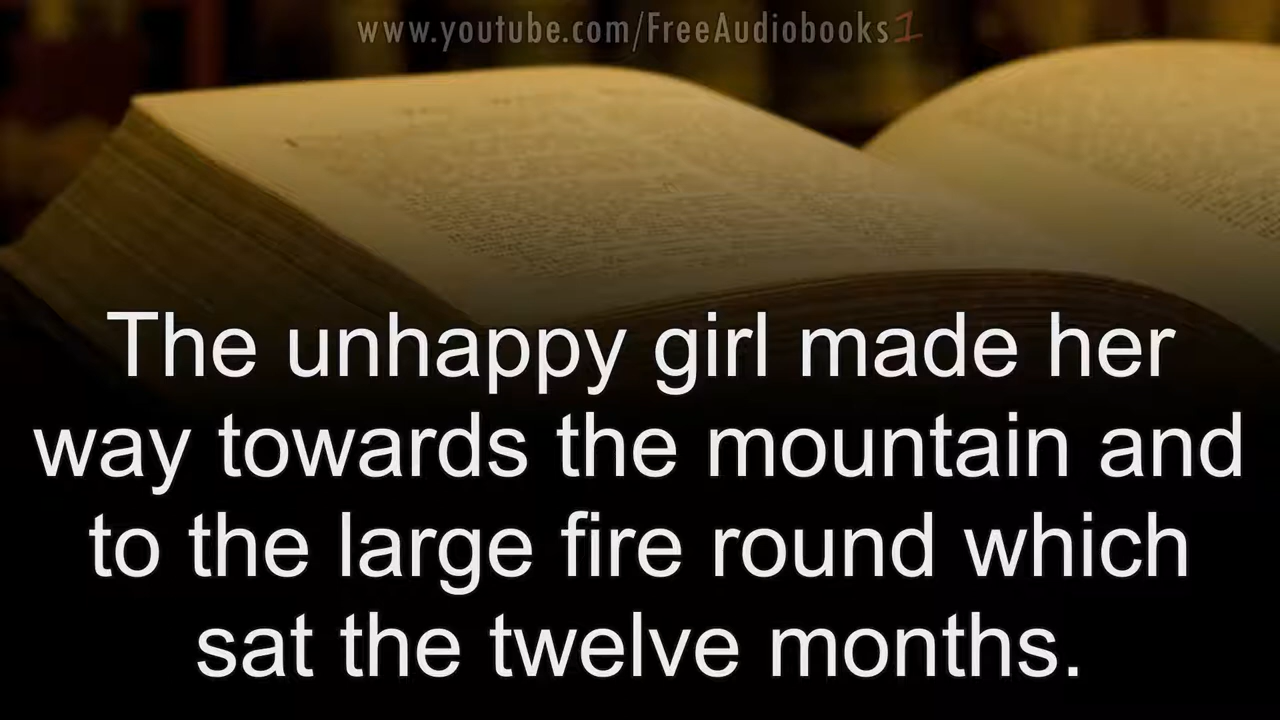 www.youtube.com/FreeAudiobooks1
The unhappy girl made her
way towards the mountain and
to the large fire round which
sat the twelve months.